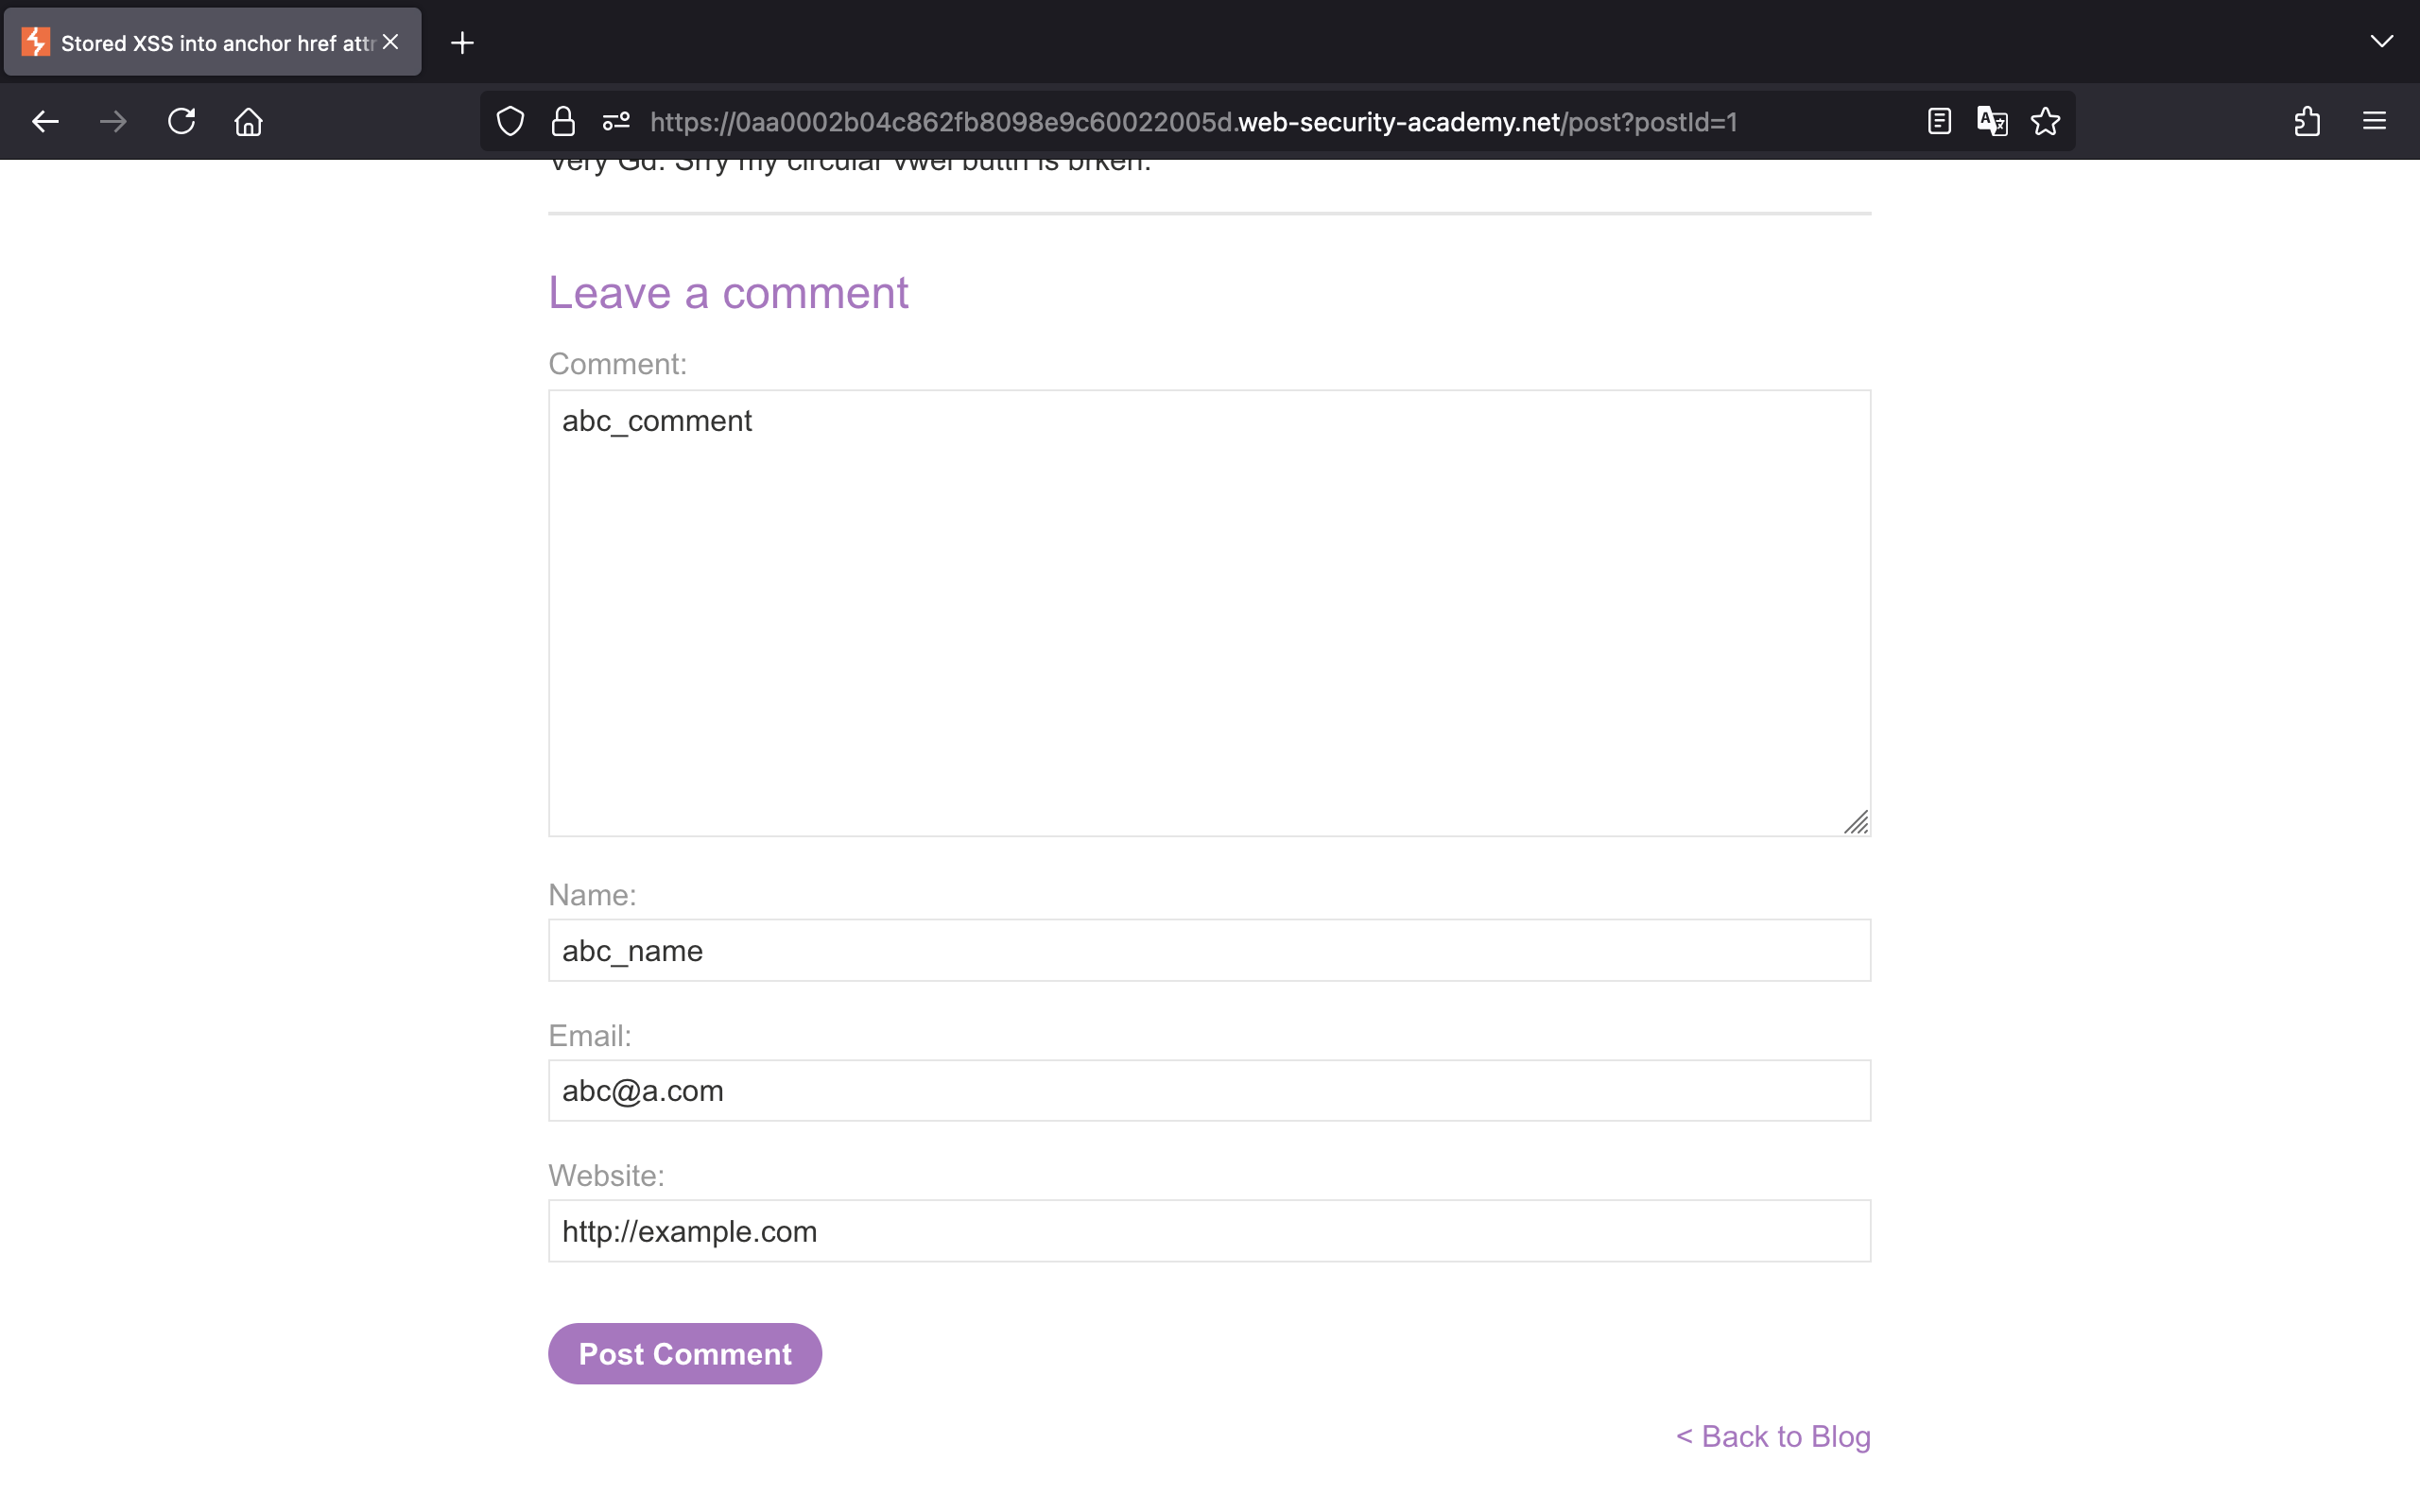 Stored XSS into anchor href attr
https://0aa0002b04c862fb8098e9c60022005d.web-security-academy.net/post?postId=1
Very Gd. Srry my circular vwel buttn is brken.
Leave a comment
Comment:
abc_comment
Name:
abc_name
Email:
abc@a.com
Website:
http://example.com
Post Comment
< Back to Blog